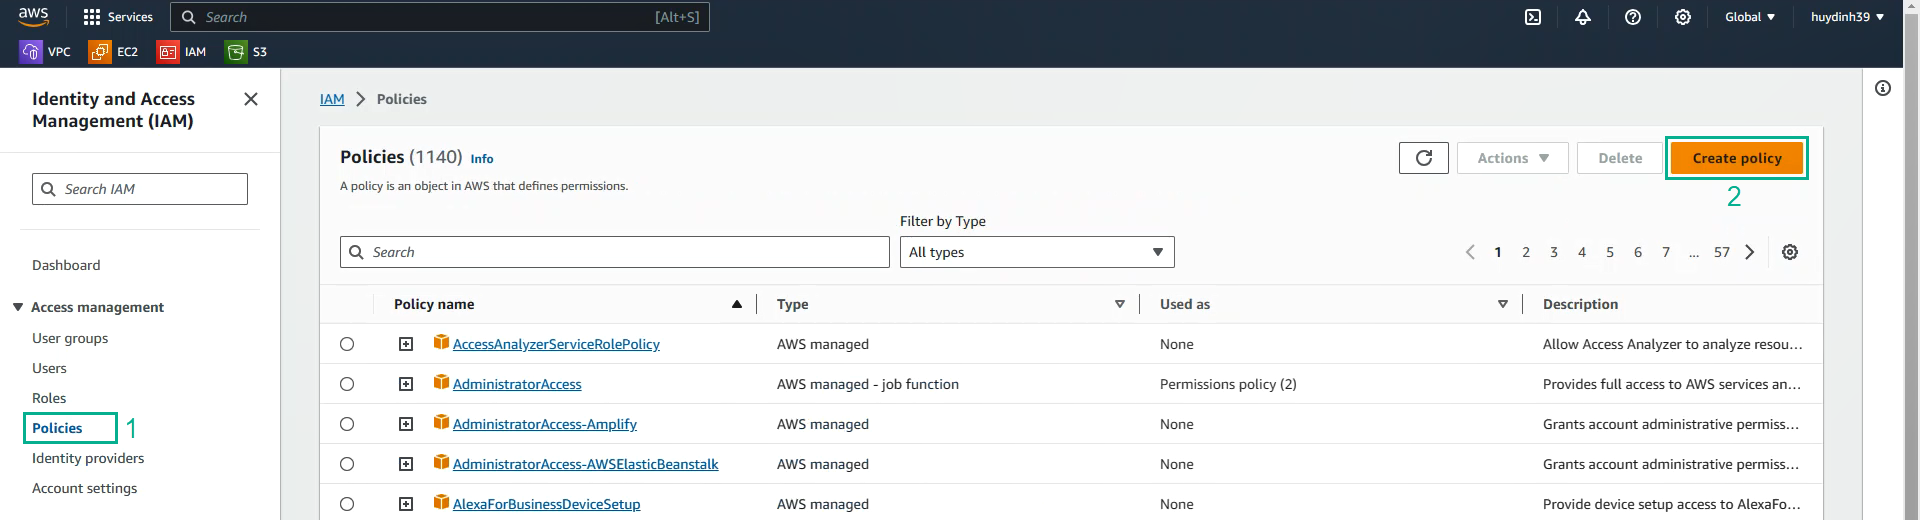 aws Services Search [Alt+S] Global ▼ huydinh39 ▼
VPC EC2 IAM S3
Identity and Access Management (IAM)
Search IAM
Dashboard
Access management
User groups
Users
Roles
Policies 1
Identity providers
Account settings
IAM > Policies
Policies (1140) Info
A policy is an object in AWS that defines permissions.
Actions ▼ Delete Create policy
2
Filter by Type
Search All types 1 2 3 4 5 6 7 ... 57
Policy name Type Used as Description
AccessAnalyzerServiceRolePolicy AWS managed None Allow Access Analyzer to analyze resou...
AdministratorAccess AWS managed - job function Permissions policy (2) Provides full access to AWS services an...
AdministratorAccess-Amplify AWS managed None Grants account administrative permiss...
AdministratorAccess-AWSElasticBeanstalk AWS managed None Grants account administrative permiss...
AlexaForBusinessDeviceSetup AWS managed None Provide device setup access to AlexaFo...